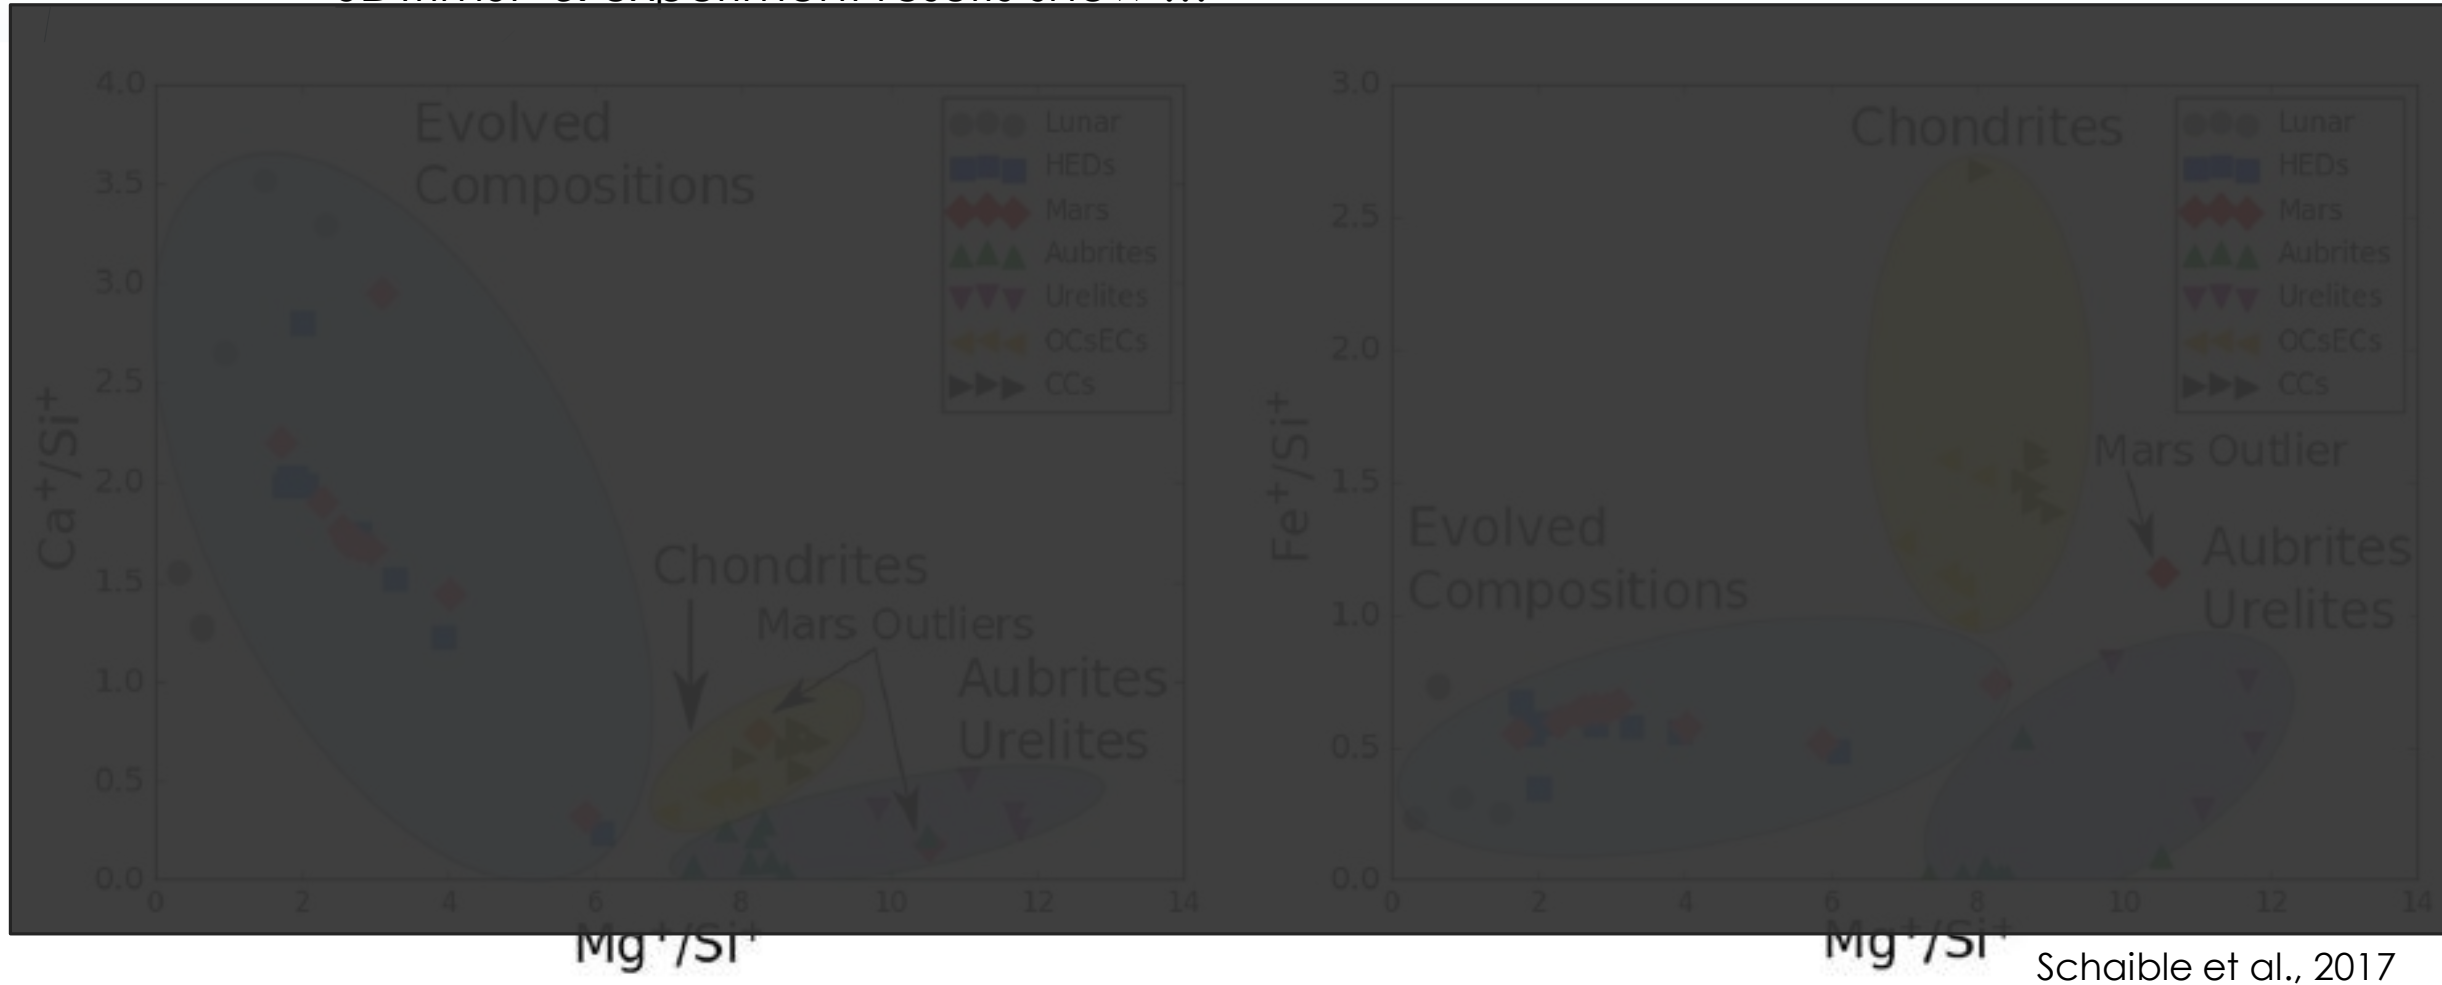 4.0
3.5
3.0
2.5
2.0
1.5
1.0
0.5
0.0
Ca⁺/Si⁺
Evolved
Compositions
Lunar
HEDs
Mars
Aubrites
Urelites
OCsECs
CCs
Chondrites
Mars Outliers
Aubrites
Urelites
0 2 4 6 8 10 12 14
Mg⁺/Si⁺
3.0
2.5
2.0
1.5
1.0
0.5
0.0
Fe⁺/Si⁺
Chondrites
Lunar
HEDs
Mars
Aubrites
Urelites
OCsECs
CCs
Mars Outlier
Evolved
Compositions
Aubrites
Urelites
0 2 4 6 8 10 12 14
Mg⁺/Si⁺
Schaible et al., 2017